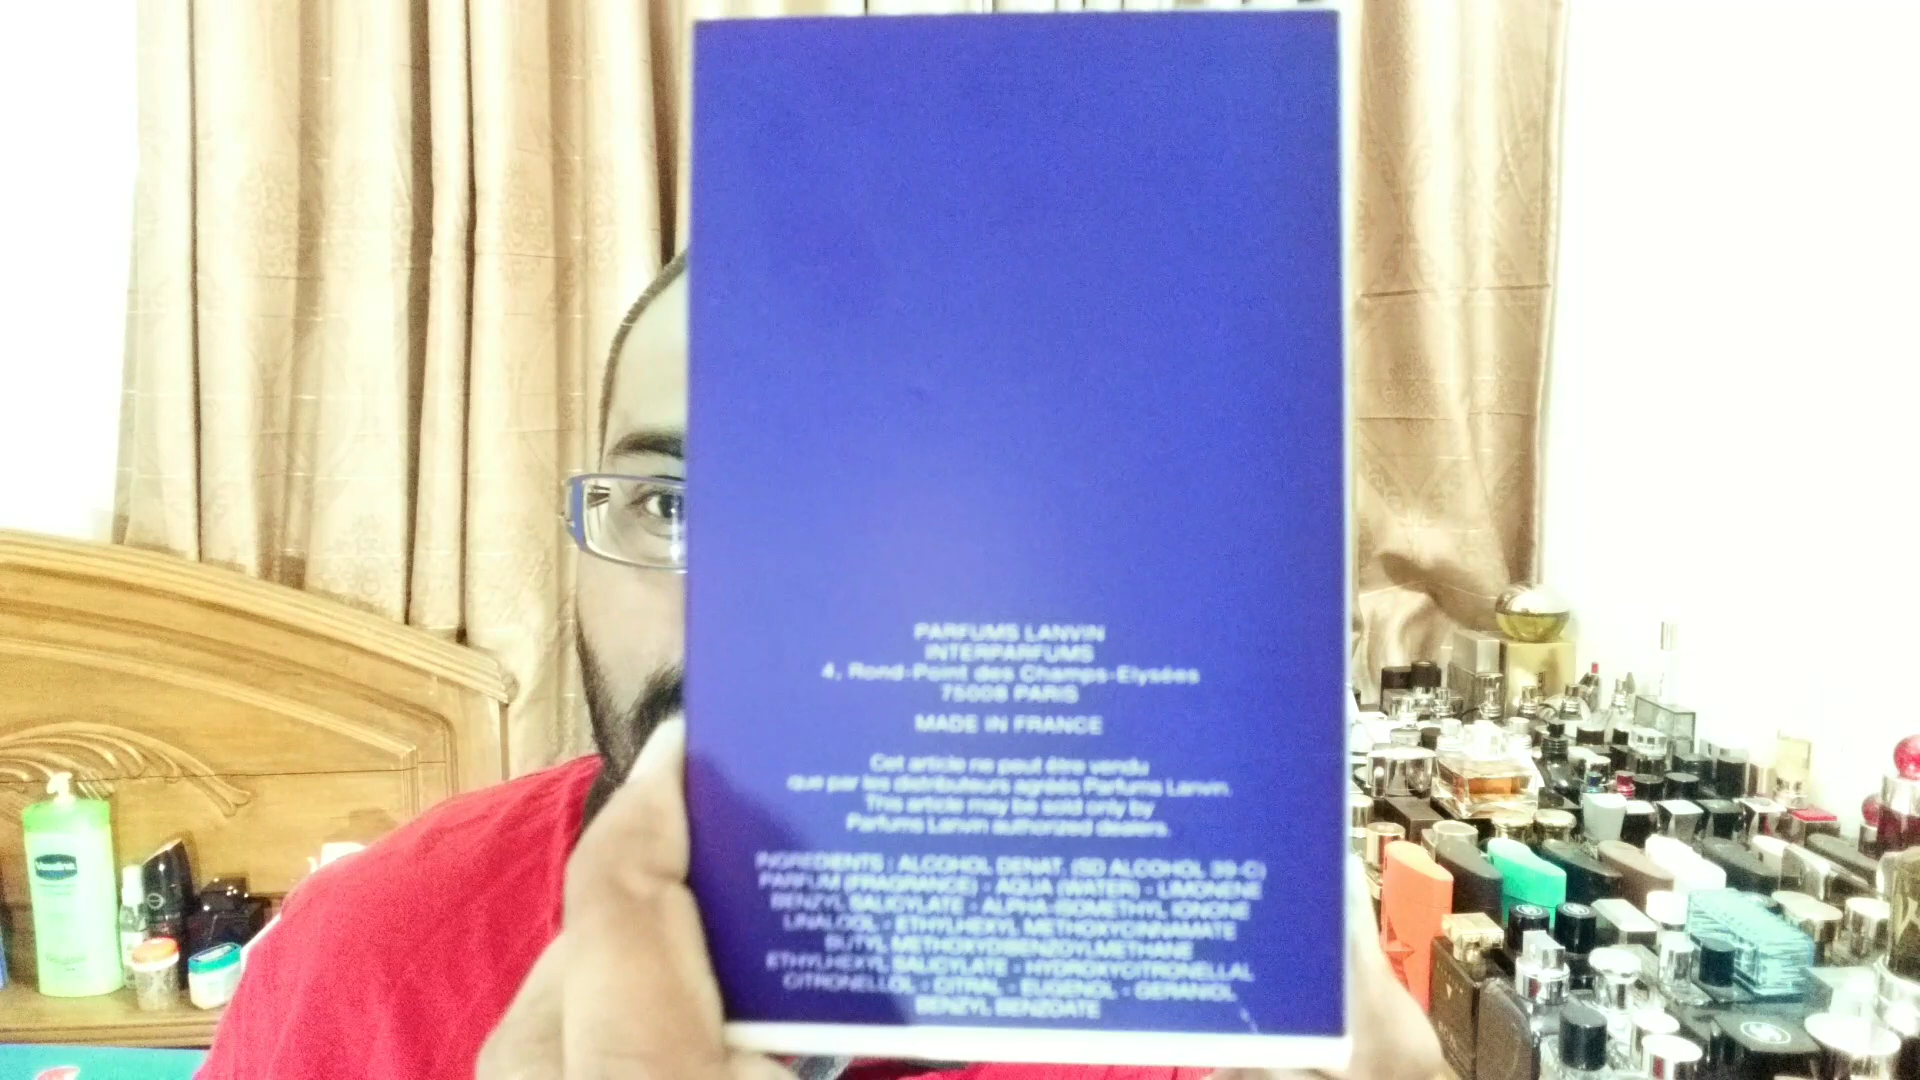 PARFUMS LANVIN
INTERPARFUMS
4, Rond-Point des Champs-Elysées
75008 PARIS
MADE IN FRANCE
Cet article ne peut être vendu
que par les distributeurs agréés Parfums Lanvin.
This article may be sold only by
Parfums Lanvin authorized dealers.
INGREDIENTS : ALCOHOL DENAT. (SD ALCOHOL 39-C)
PARFUM (FRAGRANCE) - AQUA (WATER) - LIMONENE
BENZYL SALICYLATE - ALPHA-ISOMETHYL IONONE
LINALOOL - ETHYLHEXYL METHOXYCINNAMATE
BUTYL METHOXYDIBENZOYLMETHANE
ETHYLHEXYL SALICYLATE - HYDROXYCITRONELLAL
CITRONELLOL - CITRAL - EUGENOL - GERANIOL
BENZYL BENZOATE
Vaseline